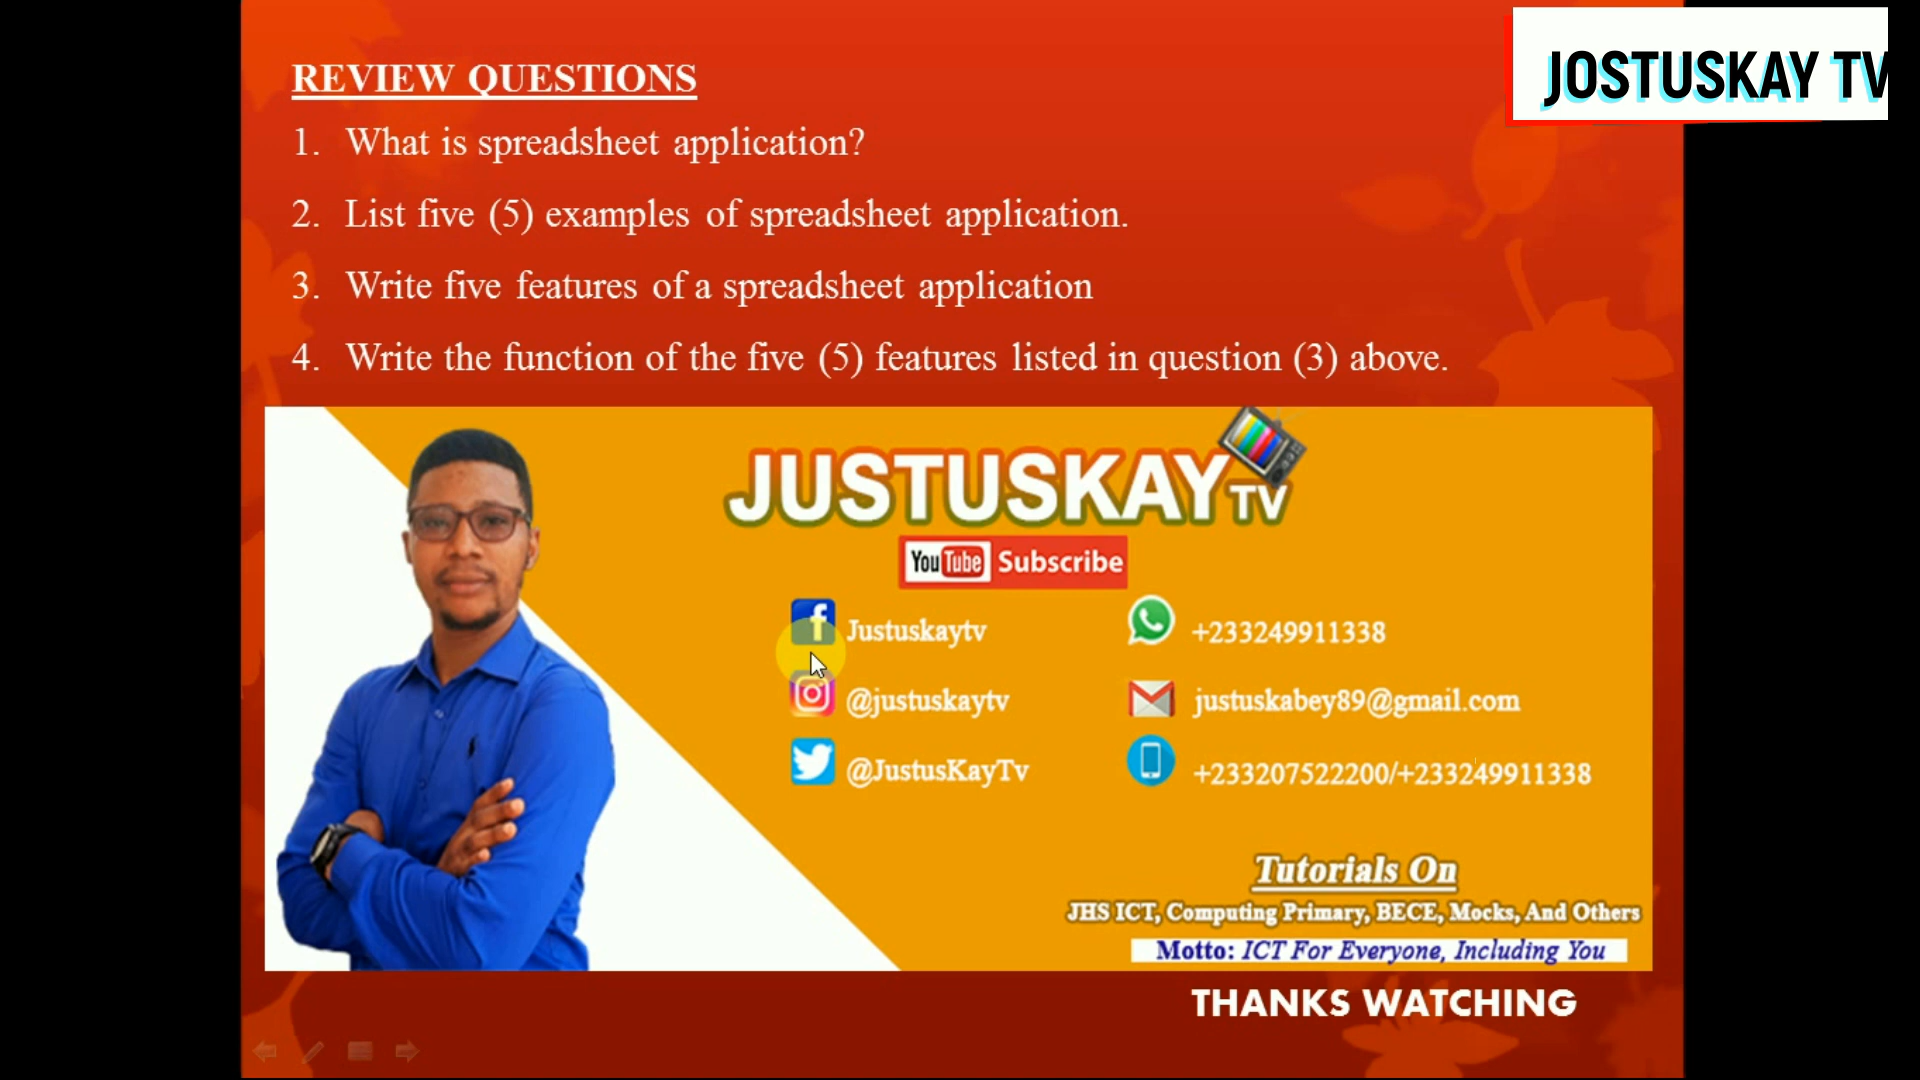 JOSTUSKAY TV
REVIEW QUESTIONS
1. What is spreadsheet application?
2. List five (5) examples of spreadsheet application.
3. Write five features of a spreadsheet application
4. Write the function of the five (5) features listed in question (3) above.
JUSTUSKAY TV
YouTube Subscribe
Justuskaytv
+233249911338
@justuskaytv
justuskabey89@gmail.com
@JustusKayTv
+233207522200/+233249911338
Tutorials On
JHS ICT, Computing Primary, BECE, Mocks, And Others
Motto: ICT For Everyone, Including You
THANKS WATCHING